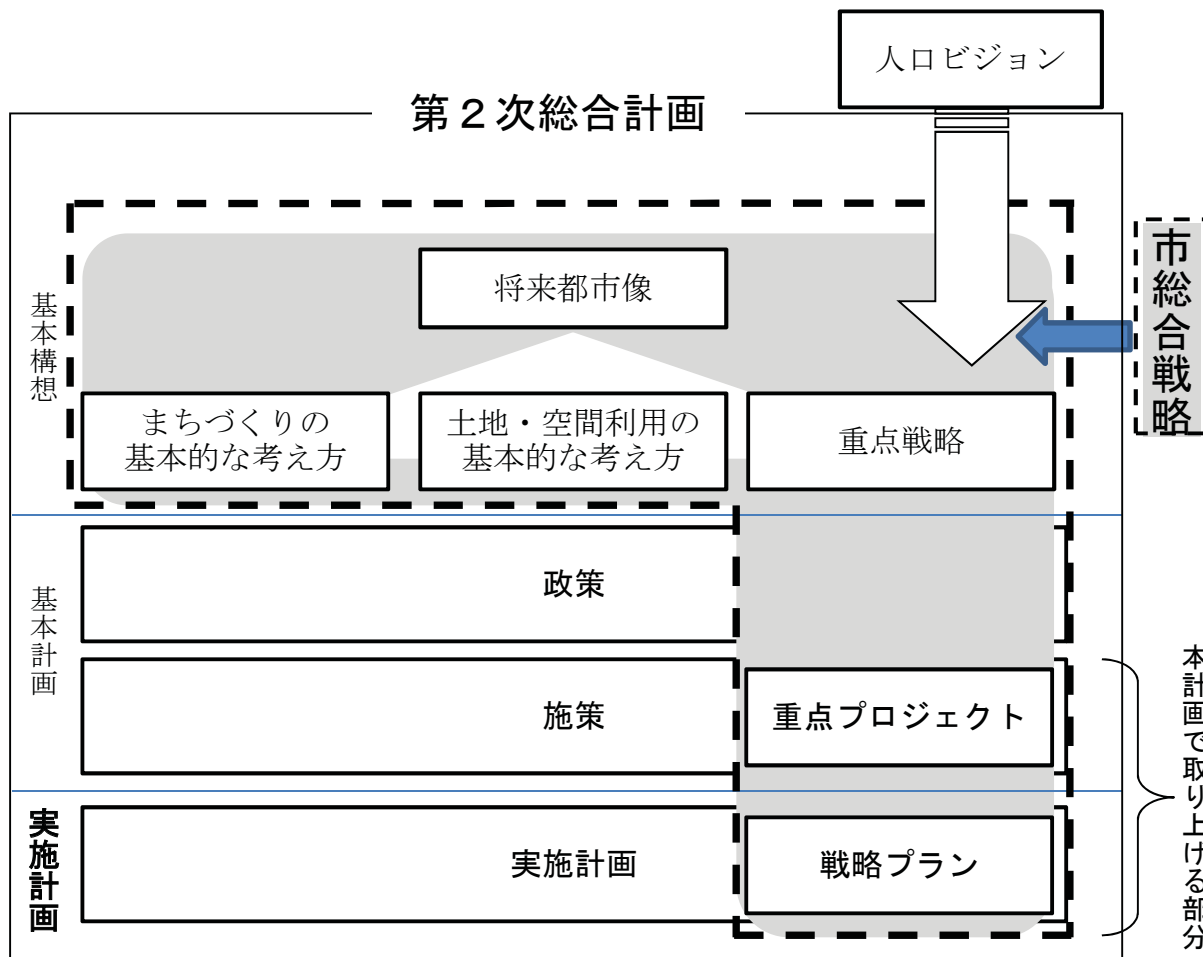 人口ビジョン
第２次総合計画
市総合戦略
基本構想
将来都市像
まちづくりの
基本的な考え方
土地・空間利用の
基本的な考え方
重点戦略
基本計画
政策
施策
重点プロジェクト
本計画で取り上げる部分
実施計画
実施計画
戦略プラン